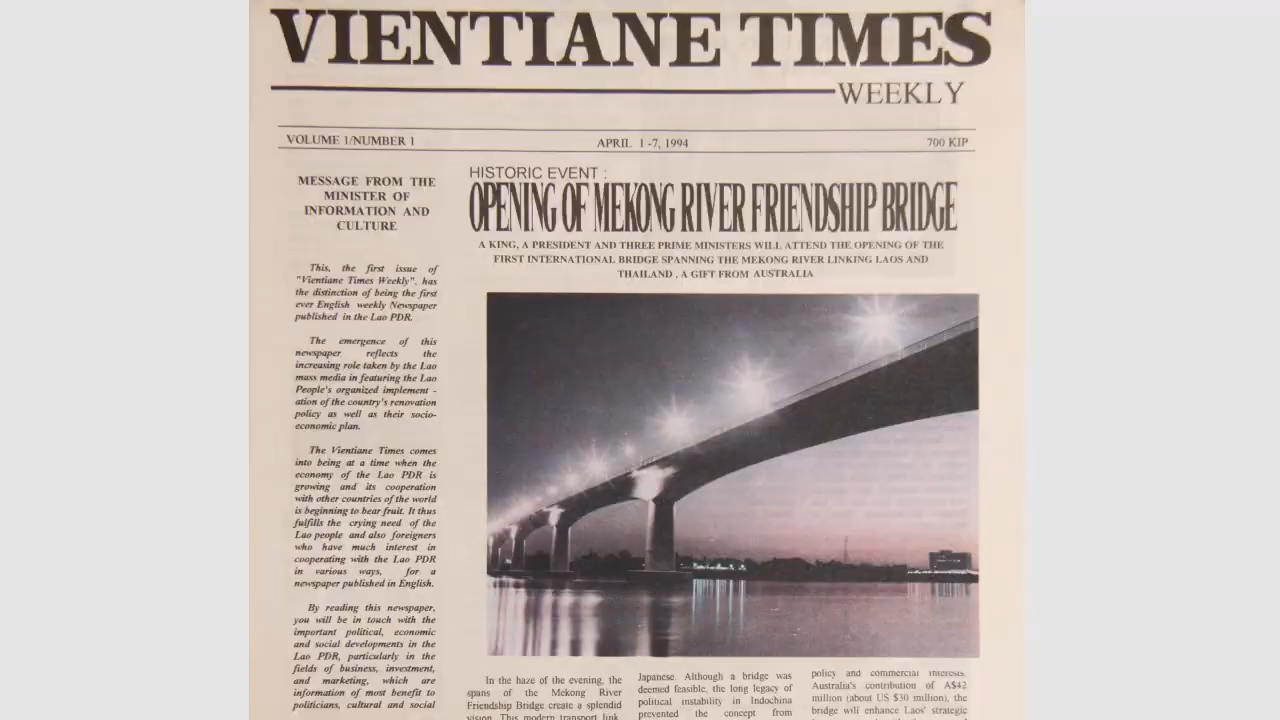 VIENTIANE TIMES
WEEKLY
VOLUME 1/NUMBER 1
APRIL 1 -7, 1994
700 KIP
MESSAGE FROM THE
MINISTER OF
INFORMATION AND
CULTURE
This, the first issue of
"Vientiane Times Weekly", has
the distinction of being the first
ever English weekly Newspaper
published in the Lao PDR.
The emergence of this
newspaper reflects the
increasing role taken by the Lao
mass media in featuring the Lao
People's organized implement -
ation of the country's renovation
policy as well as their socio-
economic plan.
The Vientiane Times comes
into being at a time when the
economy of the Lao PDR is
growing and its cooperation
with other countries of the world
is beginning to bear fruit. It thus
fulfills the crying need of the
Lao people and also foreigners
who have much interest in
cooperating with the Lao PDR
in various ways, for a
newspaper published in English.
By reading this newspaper,
you will be in touch with the
important political, economic
and social developments in the
Lao PDR, particularly in the
fields of business, investment,
and marketing, which are
information of most benefit to
politicians, cultural and social
HISTORIC EVENT :
OPENING OF MEKONG RIVER FRIENDSHIP BRIDGE
A KING, A PRESIDENT AND THREE PRIME MINISTERS WILL ATTEND THE OPENING OF THE
FIRST INTERNATIONAL BRIDGE SPANNING THE MEKONG RIVER LINKING LAOS AND
THAILAND , A GIFT FROM AUSTRALIA
In the haze of the evening, the
spans of the Mekong River
Friendship Bridge create a splendid
vision. This modern transport link
Japanese. Although a bridge was
deemed feasible, the long legacy of
political instability in Indochina
prevented the concept from
policy and commercial interests.
Australia's contribution of A$42
million (about US $30 million), the
bridge will enhance Laos' strategic